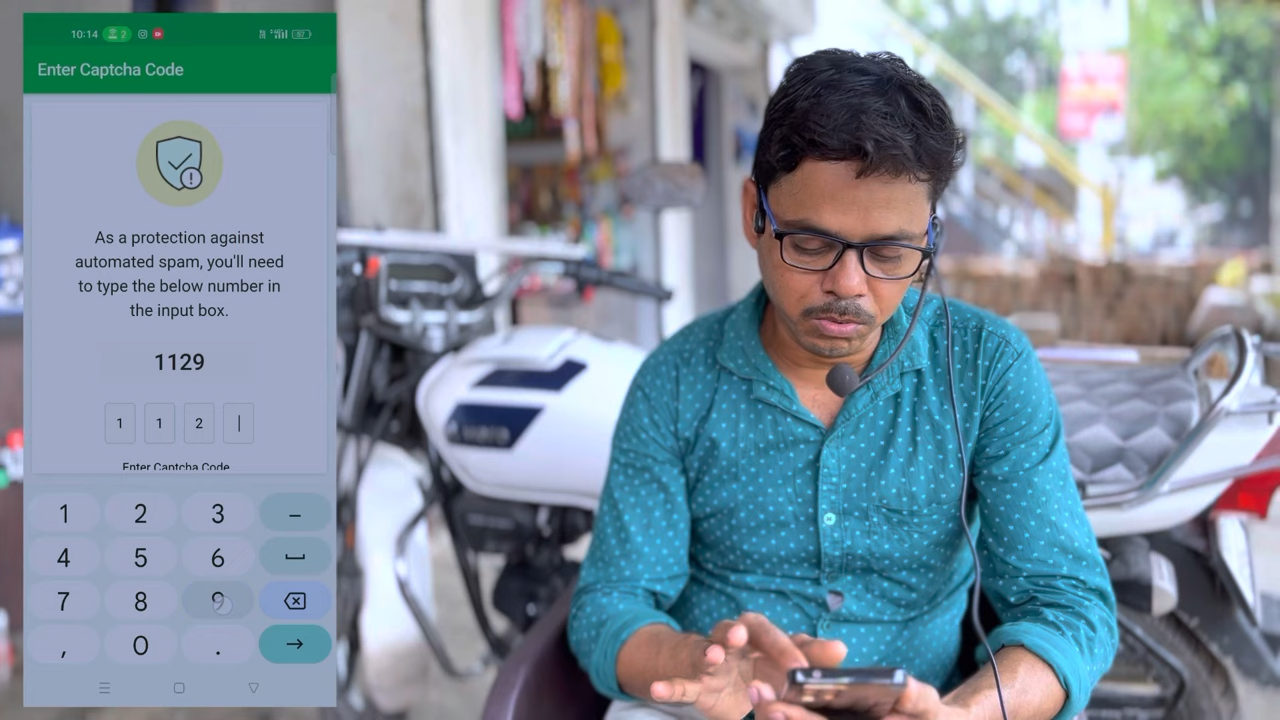 10:14
2
87
Enter Captcha Code
As a protection against
automated spam, you'll need
to type the below number in
the input box.
1129
1 1 2
Enter Captcha Code
1 2 3 –
4 5 6
7 8 9
, 0 .